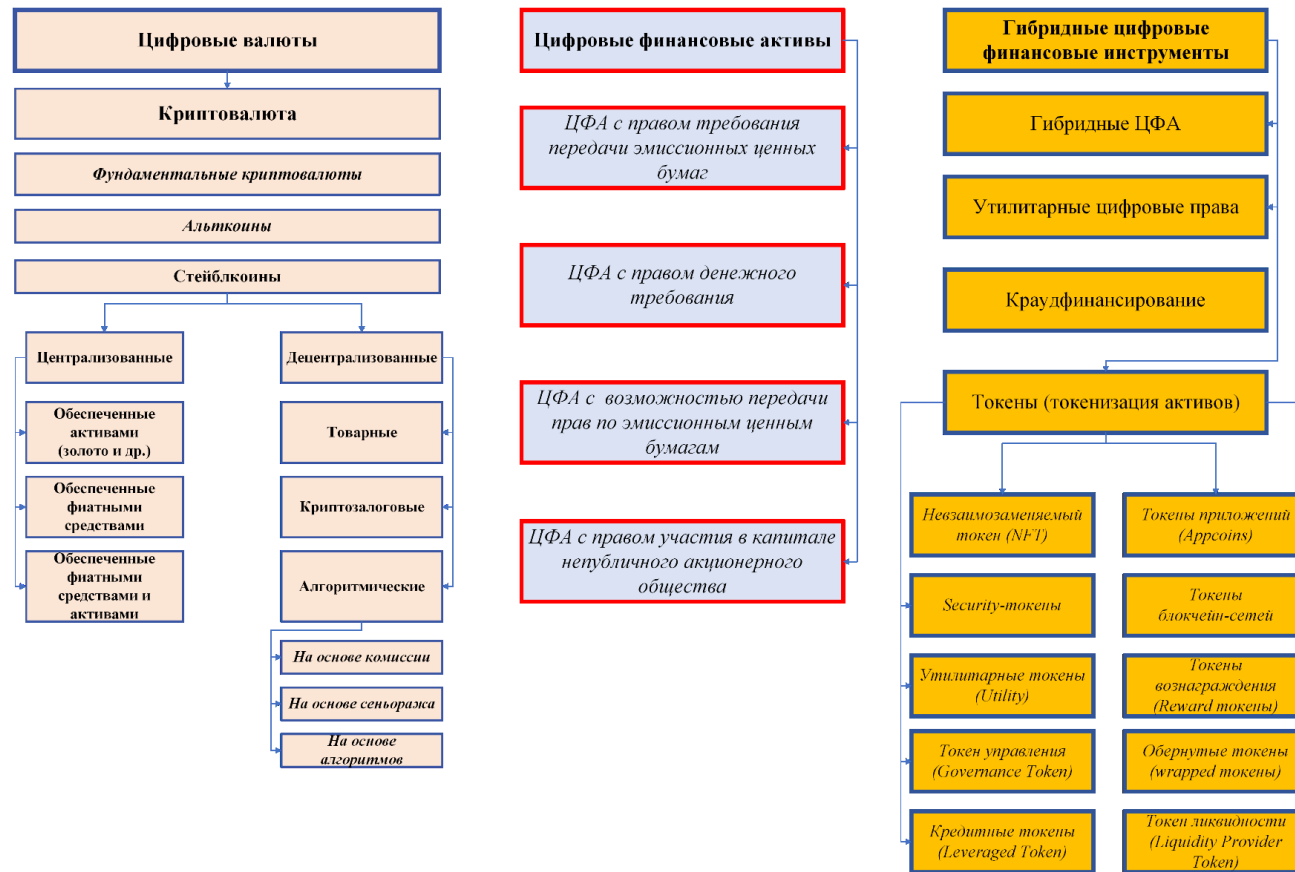 Цифровые валюты
Криптовалюта
Фундаментальные криптовалюты
Альткоины
Стейблкоины
Централизованные
Обеспеченные
активами
(золото и др.)
Обеспеченные
фиатными
средствами
Обеспеченные
фиатными
средствами и
активами
Децентрализованные
Товарные
Криптозалоговые
Алгоритмические
На основе комиссии
На основе сеньоража
На основе
алгоритмов
Цифровые финансовые активы
ЦФА с правом требования
передачи эмиссионных ценных
бумаг
ЦФА с правом денежного
требования
ЦФА с возможностью передачи
прав по эмиссионным ценным
бумагам
ЦФА с правом участия в капитале
непубличного акционерного
общества
Гибридные цифровые
финансовые инструменты
Гибридные ЦФА
Утилитарные цифровые права
Краудфинансирование
Токены (токенизация активов)
Невзаимозаменяемый
токен (NFT)
Security-токены
Утилитарные токены
(Utility)
Токен управления
(Governance Token)
Кредитные токены
(Leveraged Token)
Токены приложений
(Appcoins)
Токены
блокчейн-сетей
Токены
вознаграждения
(Reward токены)
Обернутые токены
(wrapped токены)
Токен ликвидности
(Liquidity Provider
Token)